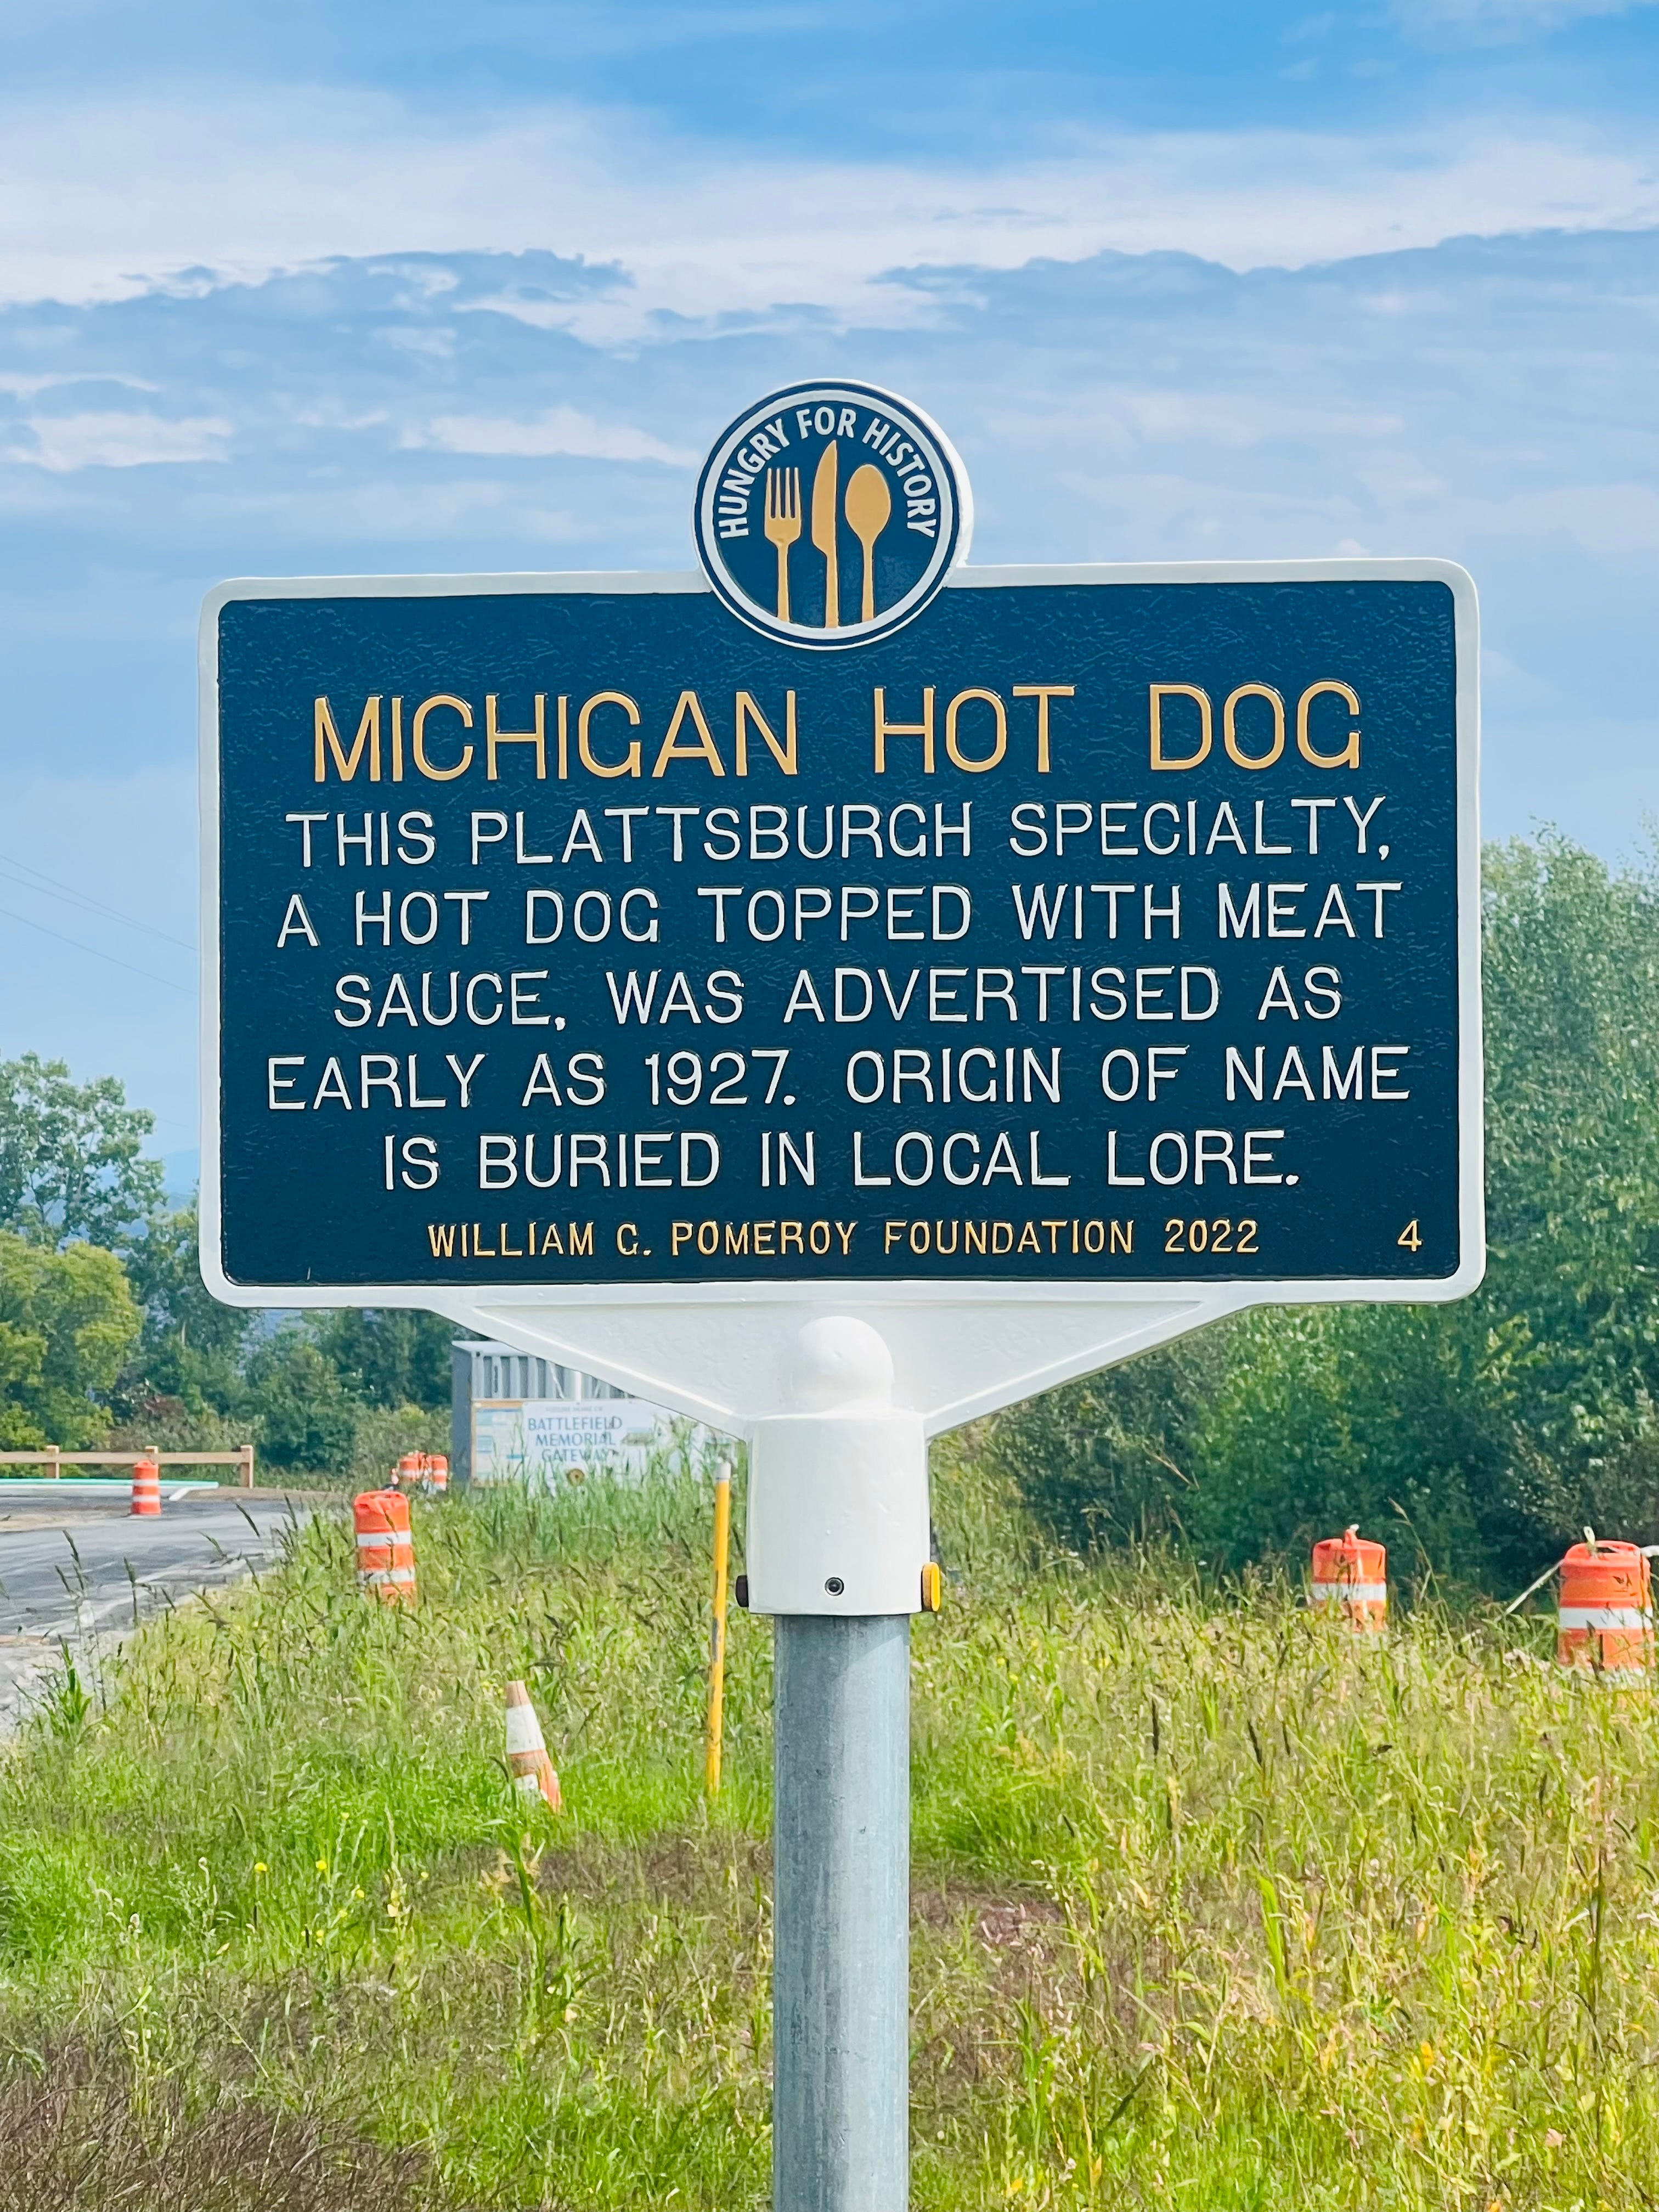 HUNGRY FOR HISTORY
MICHIGAN HOT DOG
THIS PLATTSBURGH SPECIALTY,
A HOT DOG TOPPED WITH MEAT
SAUCE, WAS ADVERTISED AS
EARLY AS 1927. ORIGIN OF NAME
IS BURIED IN LOCAL LORE.
WILLIAM G. POMEROY FOUNDATION 2022 4
BATTLEFIELD
MEMORIAL
GATEWAY